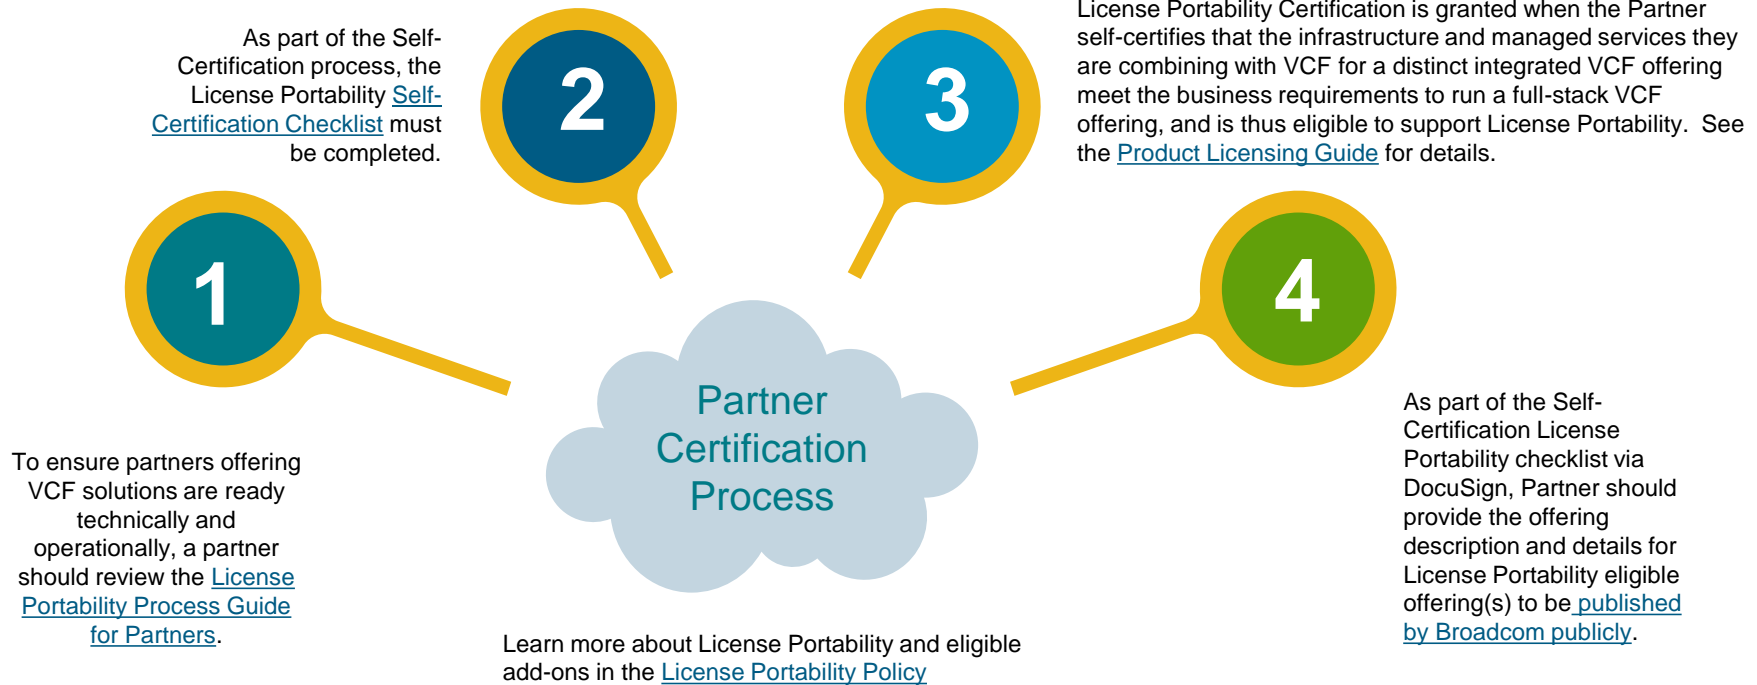 1
To ensure partners offering
VCF solutions are ready
technically and
operationally, a partner
should review the License
Portability Process Guide
for Partners.
2
As part of the Self-
Certification process, the
License Portability Self-
Certification Checklist must
be completed.
3
License Portability Certification is granted when the Partner
self-certifies that the infrastructure and managed services they
are combining with VCF for a distinct integrated VCF offering
meet the business requirements to run a full-stack VCF
offering, and is thus eligible to support License Portability.  See
the Product Licensing Guide for details.
4
As part of the Self-
Certification License
Portability checklist via
DocuSign, Partner should
provide the offering
description and details for
License Portability eligible
offering(s) to be published
by Broadcom publicly.
Partner
Certification
Process
Learn more about License Portability and eligible
add-ons in the License Portability Policy